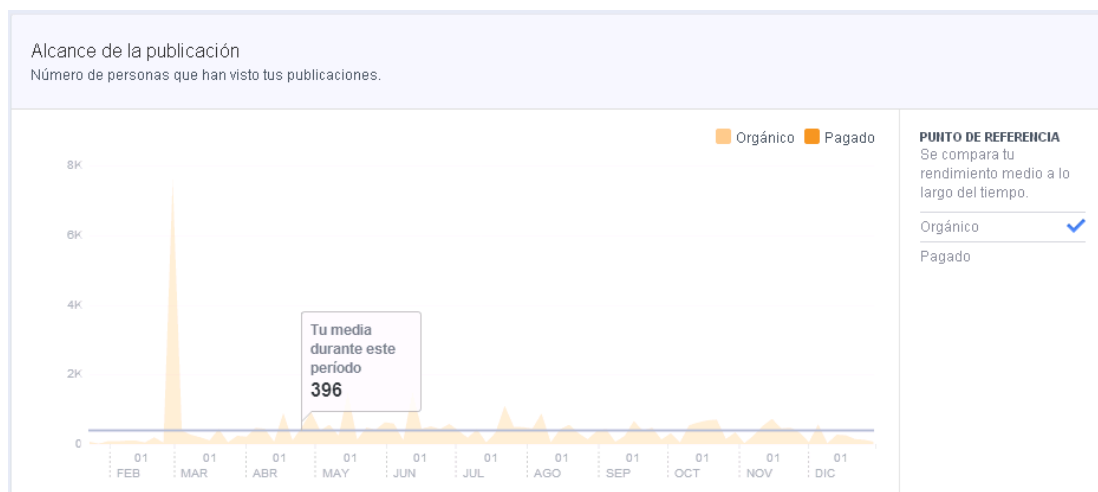 Alcance de la publicación
Número de personas que han visto tus publicaciones.
Orgánico Pagado
8K
6K
4K
2K
0
Tu media
durante este
período
396
01 01 01 01 01 01 01 01 01 01 01
FEB MAR ABR MAY JUN JUL AGO SEP OCT NOV DIC
PUNTO DE REFERENCIA
Se compara tu
rendimiento medio a lo
largo del tiempo.
Orgánico
Pagado